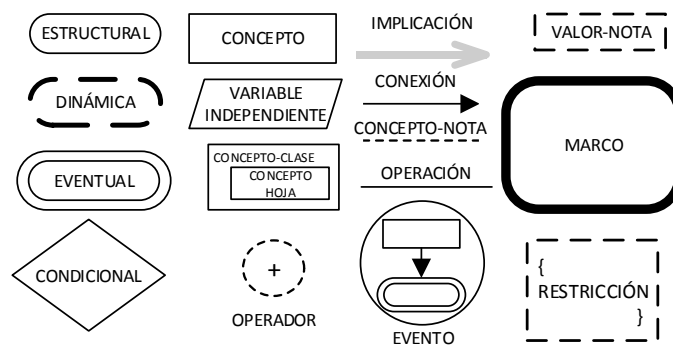 ESTRUCTURAL
CONCEPTO
IMPLICACIÓN
VALOR-NOTA
DINÁMICA
VARIABLE
INDEPENDIENTE
CONEXIÓN
CONCEPTO-NOTA
MARCO
EVENTUAL
CONCEPTO-CLASE
CONCEPTO
HOJA
OPERACIÓN
CONDICIONAL
+
OPERADOR
EVENTO
{
RESTRICCIÓN
}